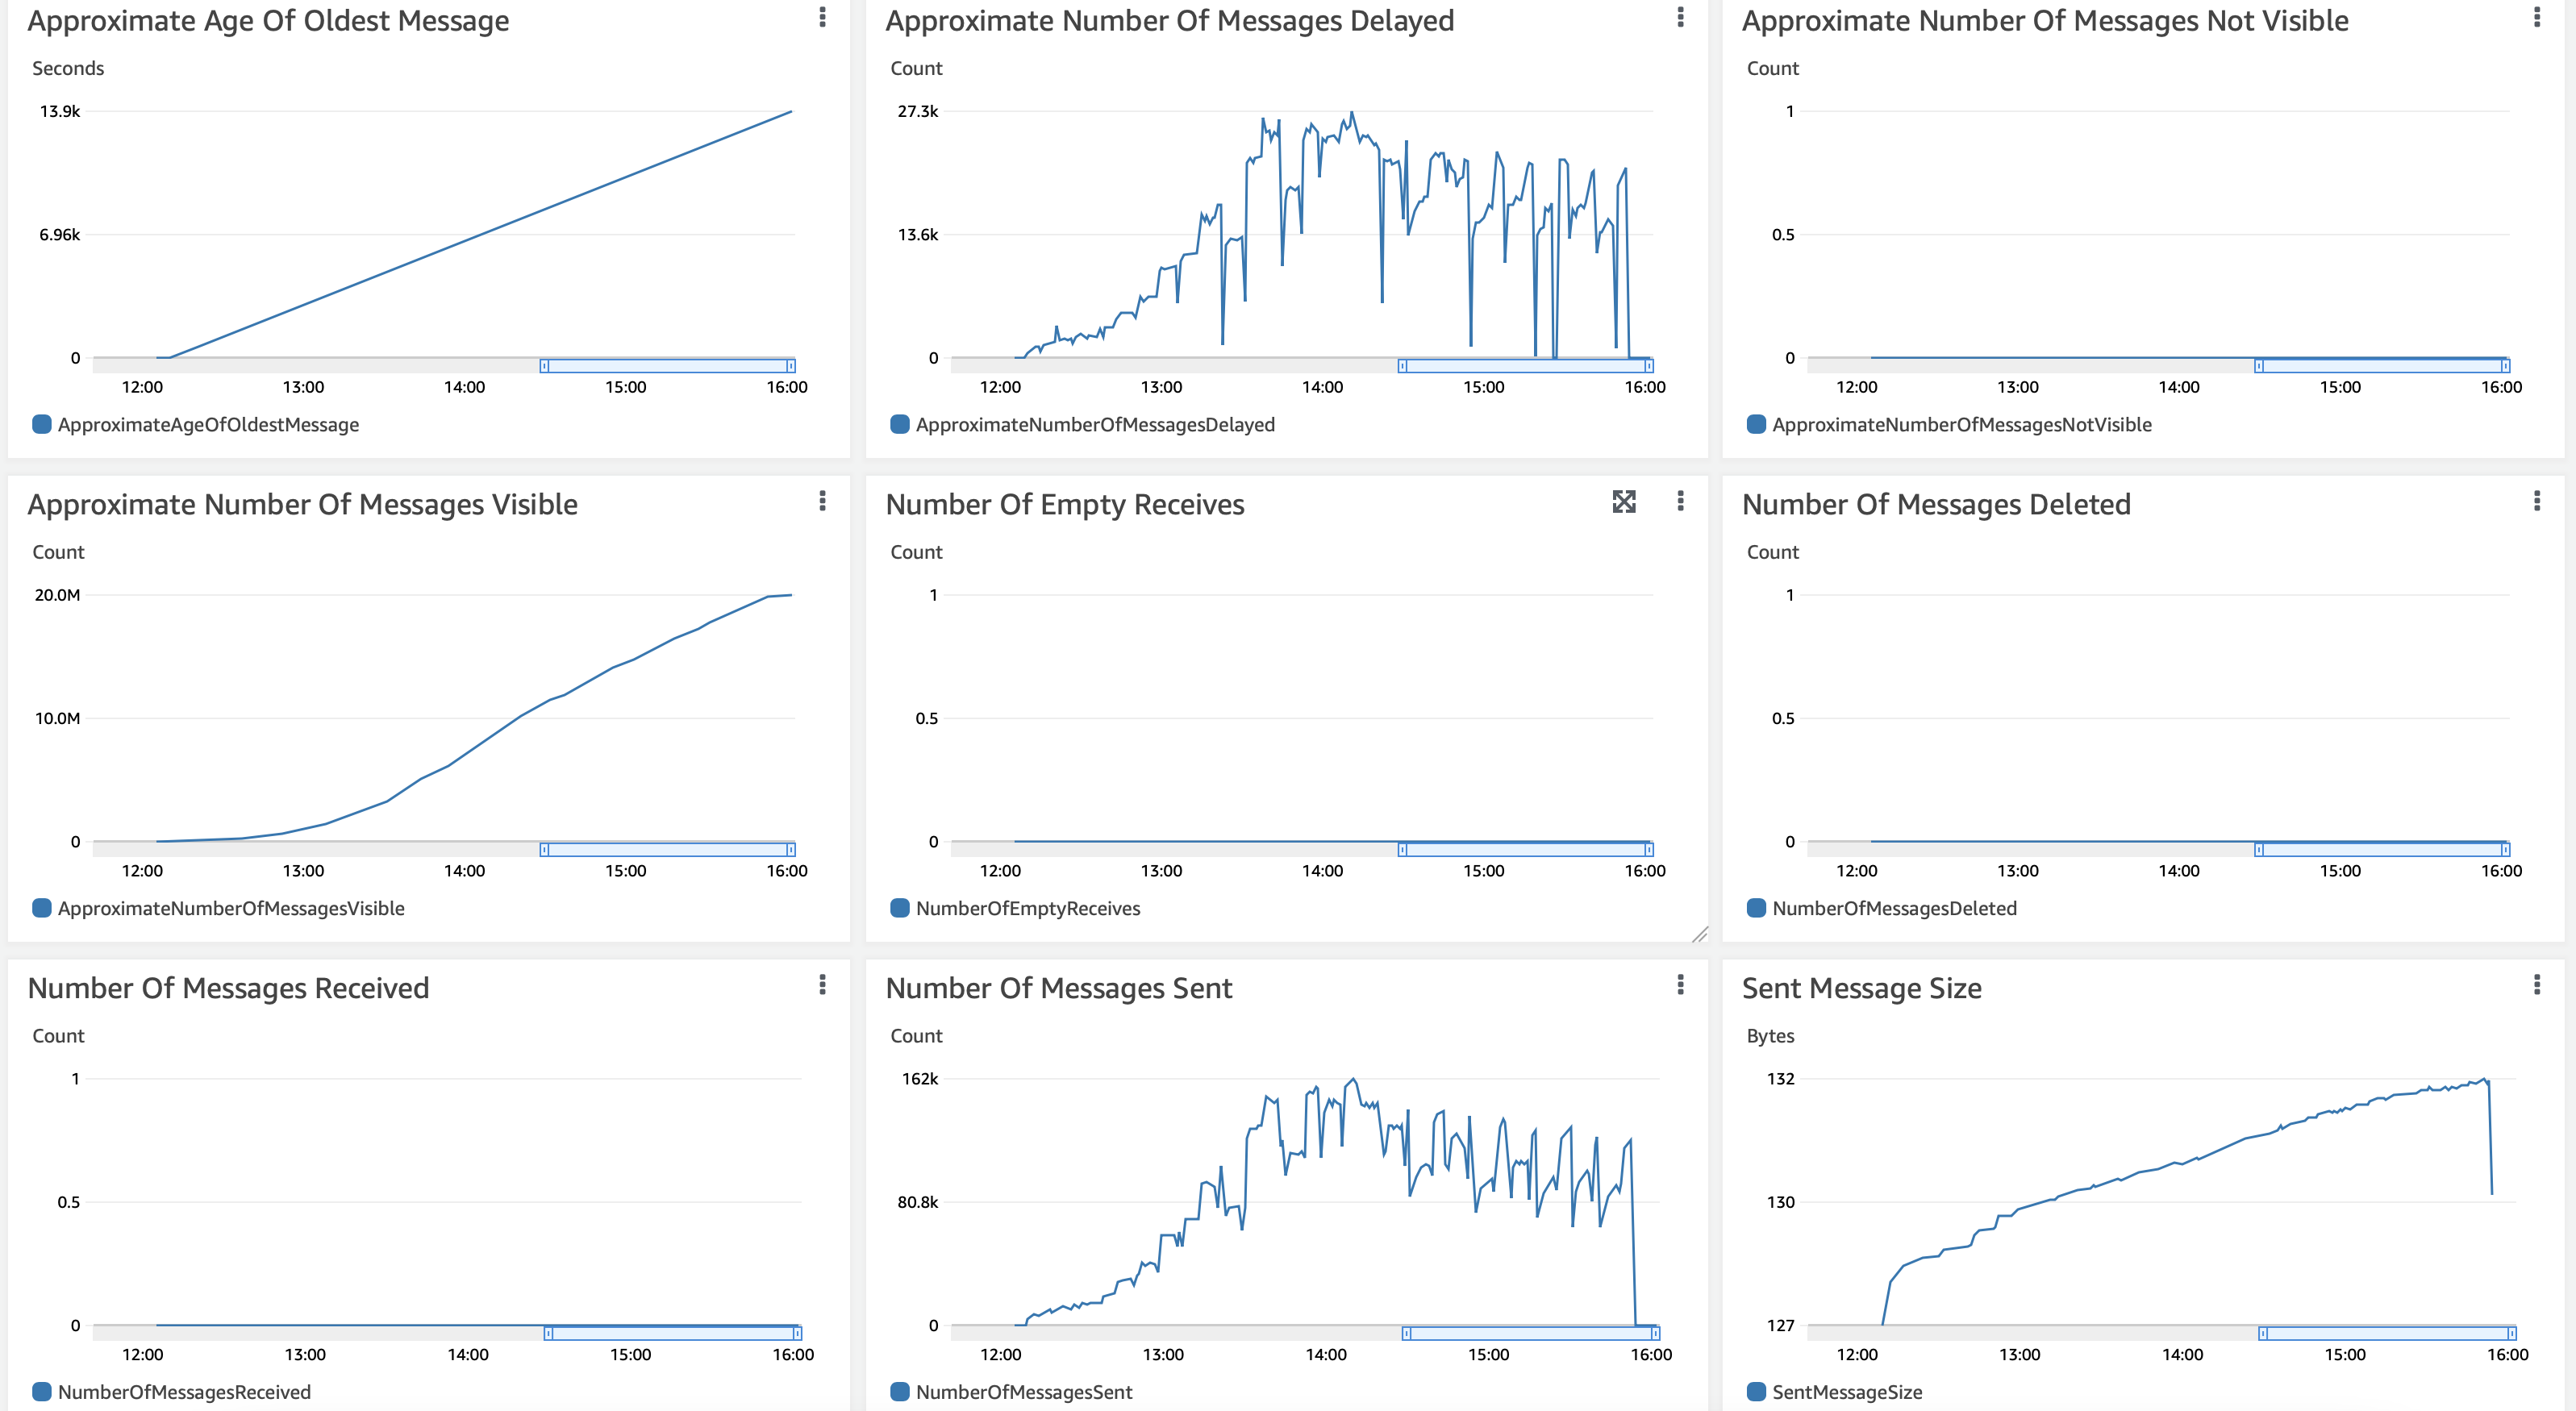 Approximate Age Of Oldest Message
Seconds
13.9k
6.96k
0
12:00 13:00 14:00 15:00 16:00
ApproximateAgeOfOldestMessage
Approximate Number Of Messages Delayed
Count
27.3k
13.6k
0
12:00 13:00 14:00 15:00 16:00
ApproximateNumberOfMessagesDelayed
Approximate Number Of Messages Not Visible
Count
1
0.5
0
12:00 13:00 14:00 15:00 16:00
ApproximateNumberOfMessagesNotVisible
Approximate Number Of Messages Visible
Count
20.0M
10.0M
0
12:00 13:00 14:00 15:00 16:00
ApproximateNumberOfMessagesVisible
Number Of Empty Receives
Count
1
0.5
0
12:00 13:00 14:00 15:00 16:00
NumberOfEmptyReceives
Number Of Messages Deleted
Count
1
0.5
0
12:00 13:00 14:00 15:00 16:00
NumberOfMessagesDeleted
Number Of Messages Received
Count
1
0.5
0
12:00 13:00 14:00 15:00 16:00
NumberOfMessagesReceived
Number Of Messages Sent
Count
162k
80.8k
0
12:00 13:00 14:00 15:00 16:00
NumberOfMessagesSent
Sent Message Size
Bytes
132
130
127
12:00 13:00 14:00 15:00 16:00
SentMessageSize